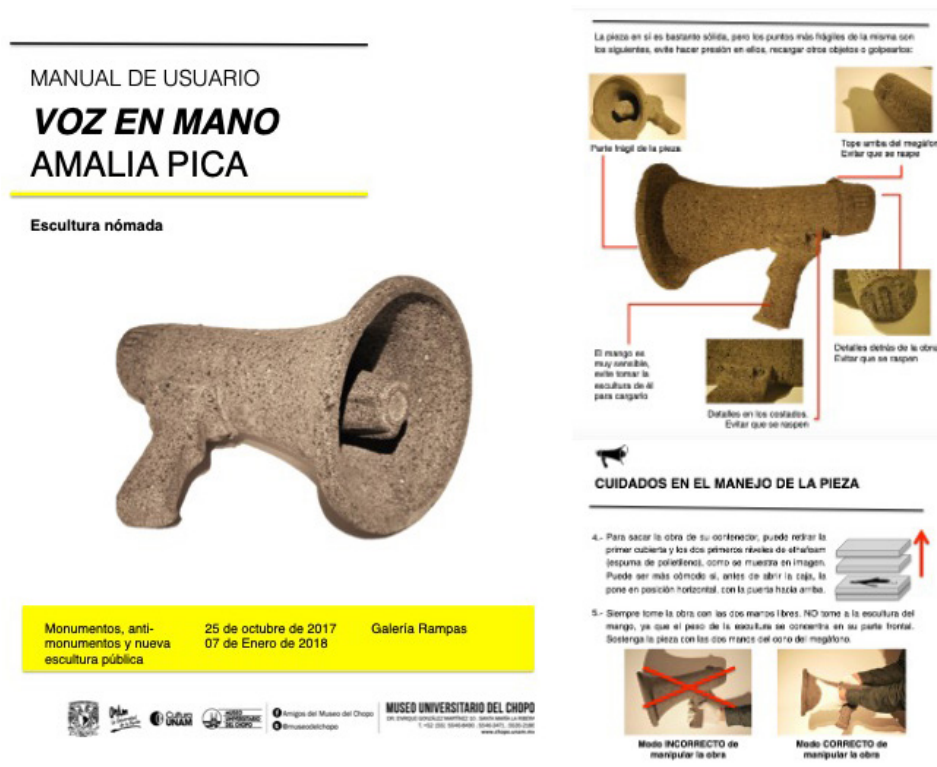 MANUAL DE USUARIO
VOZ EN MANO
AMALIA PICA
Escultura nómada
Monumentos, anti-
monumentos y nueva
escultura pública
25 de octubre de 2017
07 de Enero de 2018
Galería Rampas
Cultura
UNAM
MUSEO
UNIVERSITARIO
DEL CHOPO
Amigos del Museo del Chopo
@museodelchopo
MUSEO UNIVERSITARIO DEL CHOPO
www.chopo.unam.mx
La pieza en sí es bastante sólida, pero los puntos más frágiles de la misma son
los siguientes, evite hacer presión en ellos, recargar otros objetos o golpearlos:
Parte frágil de la pieza
Tope arriba del megáfon
Evitar que se raspe
El mango es
muy sensible,
evite tomar la
escultura de él
para cargarlo
Detalles detrás de la obra
Evitar que se raspen
Detalles en los costados.
Evitar que se raspen
CUIDADOS EN EL MANEJO DE LA PIEZA
4.- Para sacar la obra de su contenedor, puede retirar la
primer cubierta y los dos primeros niveles de ethafoam
(espuma de polietileno), como se muestra en imagen.
Puede ser más cómodo si, antes de abrir la caja, la
pone en posición horizontal, con la puerta hacia arriba.
5.- Siempre tome la obra con las dos manos libres. NO tome a la escultura del
mango, ya que el peso de la escultura se concentra en su parte frontal.
Sostenga la pieza con las dos manos del cono del megáfono.
Modo INCORRECTO de
manipular la obra
Modo CORRECTO de
manipular la obra